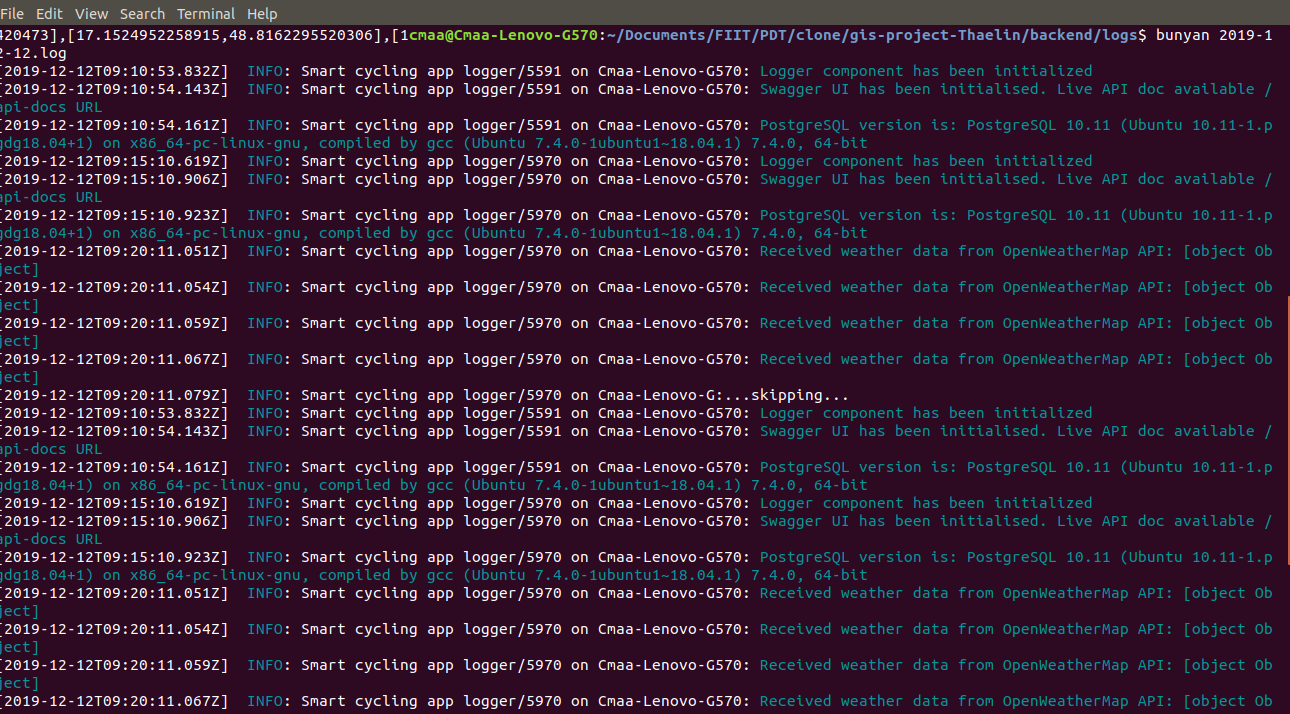 File Edit View Search Terminal Help
420473],[17.1524952258915,48.8162295520306],[1cmaa@Cmaa-Lenovo-G570:~/Documents/FIIT/PDT/clone/gis-project-Thaelin/backend/logs$ bunyan 2019-1
2-12.log
[2019-12-12T09:10:53.832Z]  INFO: Smart cycling app logger/5591 on Cmaa-Lenovo-G570: Logger component has been initialized
[2019-12-12T09:10:54.143Z]  INFO: Smart cycling app logger/5591 on Cmaa-Lenovo-G570: Swagger UI has been initialised. Live API doc available /
api-docs URL
[2019-12-12T09:10:54.161Z]  INFO: Smart cycling app logger/5591 on Cmaa-Lenovo-G570: PostgreSQL version is: PostgreSQL 10.11 (Ubuntu 10.11-1.p
gdg18.04+1) on x86_64-pc-linux-gnu, compiled by gcc (Ubuntu 7.4.0-1ubuntu1~18.04.1) 7.4.0, 64-bit
[2019-12-12T09:15:10.619Z]  INFO: Smart cycling app logger/5970 on Cmaa-Lenovo-G570: Logger component has been initialized
[2019-12-12T09:15:10.906Z]  INFO: Smart cycling app logger/5970 on Cmaa-Lenovo-G570: Swagger UI has been initialised. Live API doc available /
api-docs URL
[2019-12-12T09:15:10.923Z]  INFO: Smart cycling app logger/5970 on Cmaa-Lenovo-G570: PostgreSQL version is: PostgreSQL 10.11 (Ubuntu 10.11-1.p
gdg18.04+1) on x86_64-pc-linux-gnu, compiled by gcc (Ubuntu 7.4.0-1ubuntu1~18.04.1) 7.4.0, 64-bit
[2019-12-12T09:20:11.051Z]  INFO: Smart cycling app logger/5970 on Cmaa-Lenovo-G570: Received weather data from OpenWeatherMap API: [object Ob
ject]
[2019-12-12T09:20:11.054Z]  INFO: Smart cycling app logger/5970 on Cmaa-Lenovo-G570: Received weather data from OpenWeatherMap API: [object Ob
ject]
[2019-12-12T09:20:11.059Z]  INFO: Smart cycling app logger/5970 on Cmaa-Lenovo-G570: Received weather data from OpenWeatherMap API: [object Ob
ject]
[2019-12-12T09:20:11.067Z]  INFO: Smart cycling app logger/5970 on Cmaa-Lenovo-G570: Received weather data from OpenWeatherMap API: [object Ob
ject]
[2019-12-12T09:20:11.079Z]  INFO: Smart cycling app logger/5970 on Cmaa-Lenovo-G:...skipping...
[2019-12-12T09:10:53.832Z]  INFO: Smart cycling app logger/5591 on Cmaa-Lenovo-G570: Logger component has been initialized
[2019-12-12T09:10:54.143Z]  INFO: Smart cycling app logger/5591 on Cmaa-Lenovo-G570: Swagger UI has been initialised. Live API doc available /
api-docs URL
[2019-12-12T09:10:54.161Z]  INFO: Smart cycling app logger/5591 on Cmaa-Lenovo-G570: PostgreSQL version is: PostgreSQL 10.11 (Ubuntu 10.11-1.p
gdg18.04+1) on x86_64-pc-linux-gnu, compiled by gcc (Ubuntu 7.4.0-1ubuntu1~18.04.1) 7.4.0, 64-bit
[2019-12-12T09:15:10.619Z]  INFO: Smart cycling app logger/5970 on Cmaa-Lenovo-G570: Logger component has been initialized
[2019-12-12T09:15:10.906Z]  INFO: Smart cycling app logger/5970 on Cmaa-Lenovo-G570: Swagger UI has been initialised. Live API doc available /
api-docs URL
[2019-12-12T09:15:10.923Z]  INFO: Smart cycling app logger/5970 on Cmaa-Lenovo-G570: PostgreSQL version is: PostgreSQL 10.11 (Ubuntu 10.11-1.p
gdg18.04+1) on x86_64-pc-linux-gnu, compiled by gcc (Ubuntu 7.4.0-1ubuntu1~18.04.1) 7.4.0, 64-bit
[2019-12-12T09:20:11.051Z]  INFO: Smart cycling app logger/5970 on Cmaa-Lenovo-G570: Received weather data from OpenWeatherMap API: [object Ob
ject]
[2019-12-12T09:20:11.054Z]  INFO: Smart cycling app logger/5970 on Cmaa-Lenovo-G570: Received weather data from OpenWeatherMap API: [object Ob
ject]
[2019-12-12T09:20:11.059Z]  INFO: Smart cycling app logger/5970 on Cmaa-Lenovo-G570: Received weather data from OpenWeatherMap API: [object Ob
ject]
[2019-12-12T09:20:11.067Z]  INFO: Smart cycling app logger/5970 on Cmaa-Lenovo-G570: Received weather data from OpenWeatherMap API: [object Ob